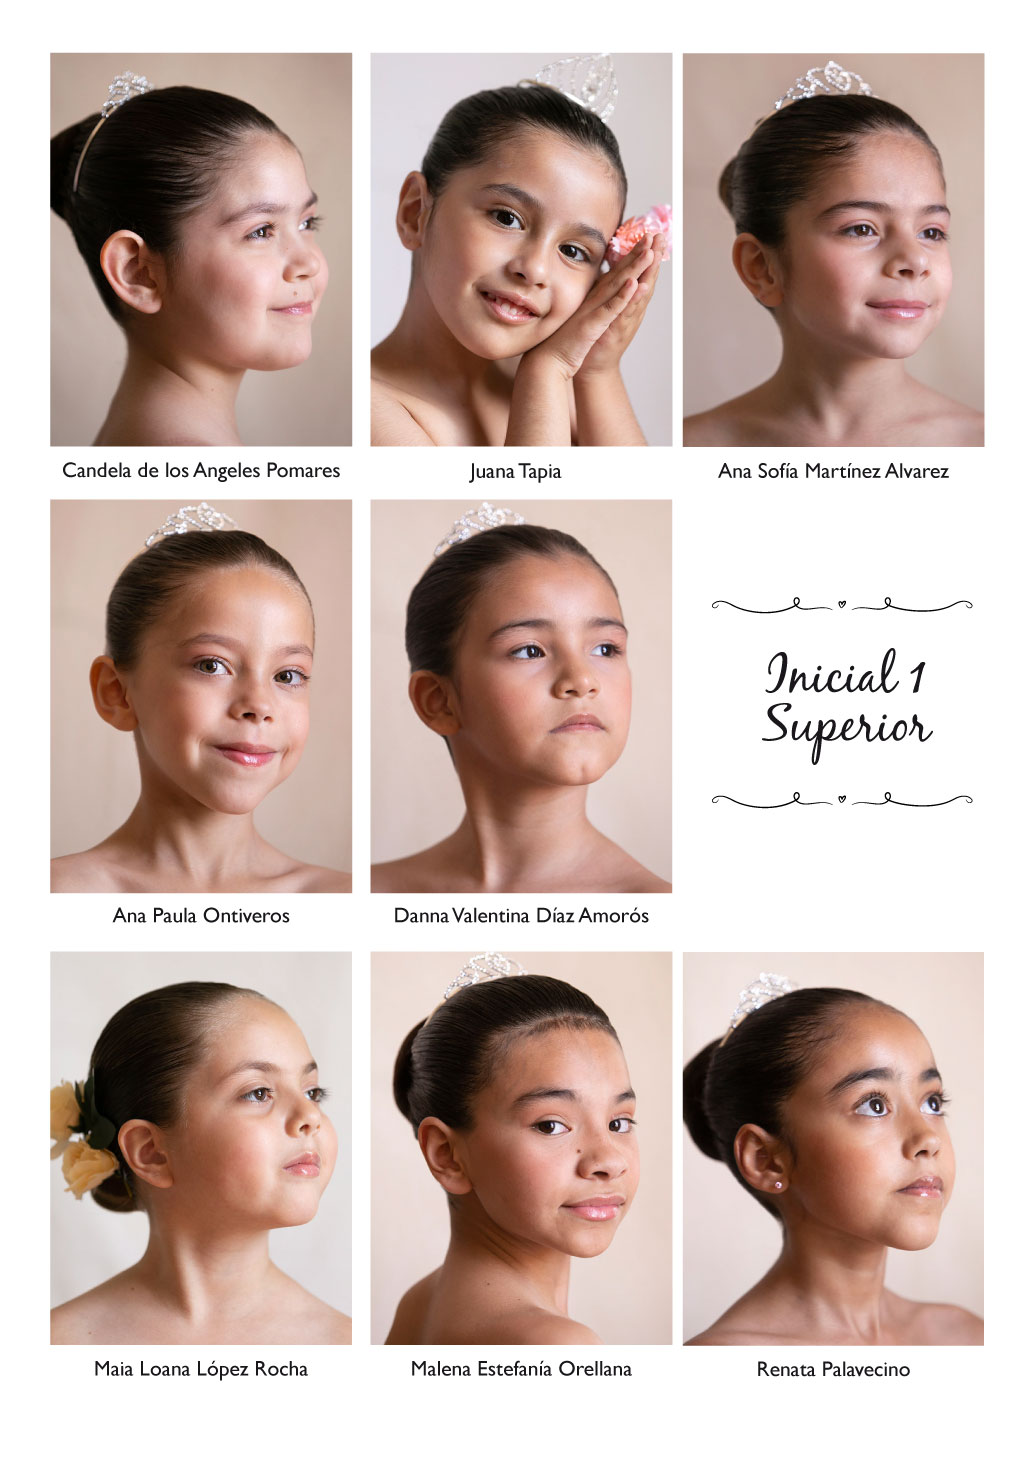 Candela de los Angeles Pomares
Juana Tapia
Ana Sofía Martínez Alvarez
Ana Paula Ontiveros
Danna Valentina Díaz Amorós
Inicial 1
Superior
Maia Loana López Rocha
Malena Estefanía Orellana
Renata Palavecino